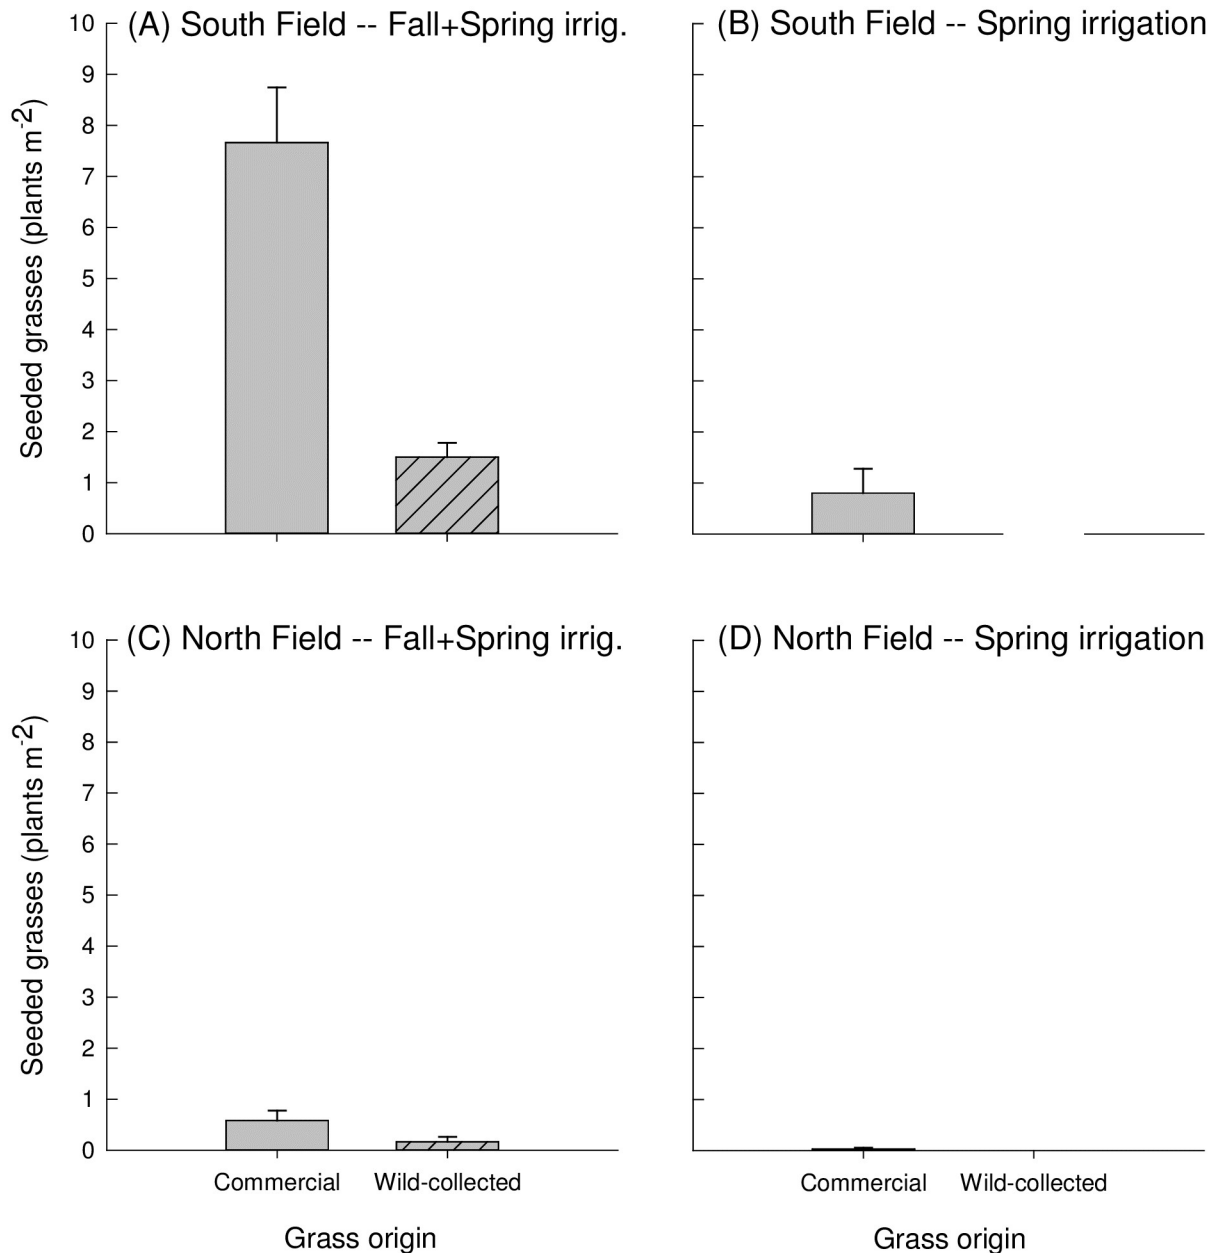 (A) South Field -- Fall+Spring irrig.
(B) South Field -- Spring irrigation
Seeded grasses (plants m-2)
10
9
8
7
6
5
4
3
2
1
0
(C) North Field -- Fall+Spring irrig.
(D) North Field -- Spring irrigation
Seeded grasses (plants m-2)
10
9
8
7
6
5
4
3
2
1
0
Commercial Wild-collected
Commercial Wild-collected
Grass origin
Grass origin